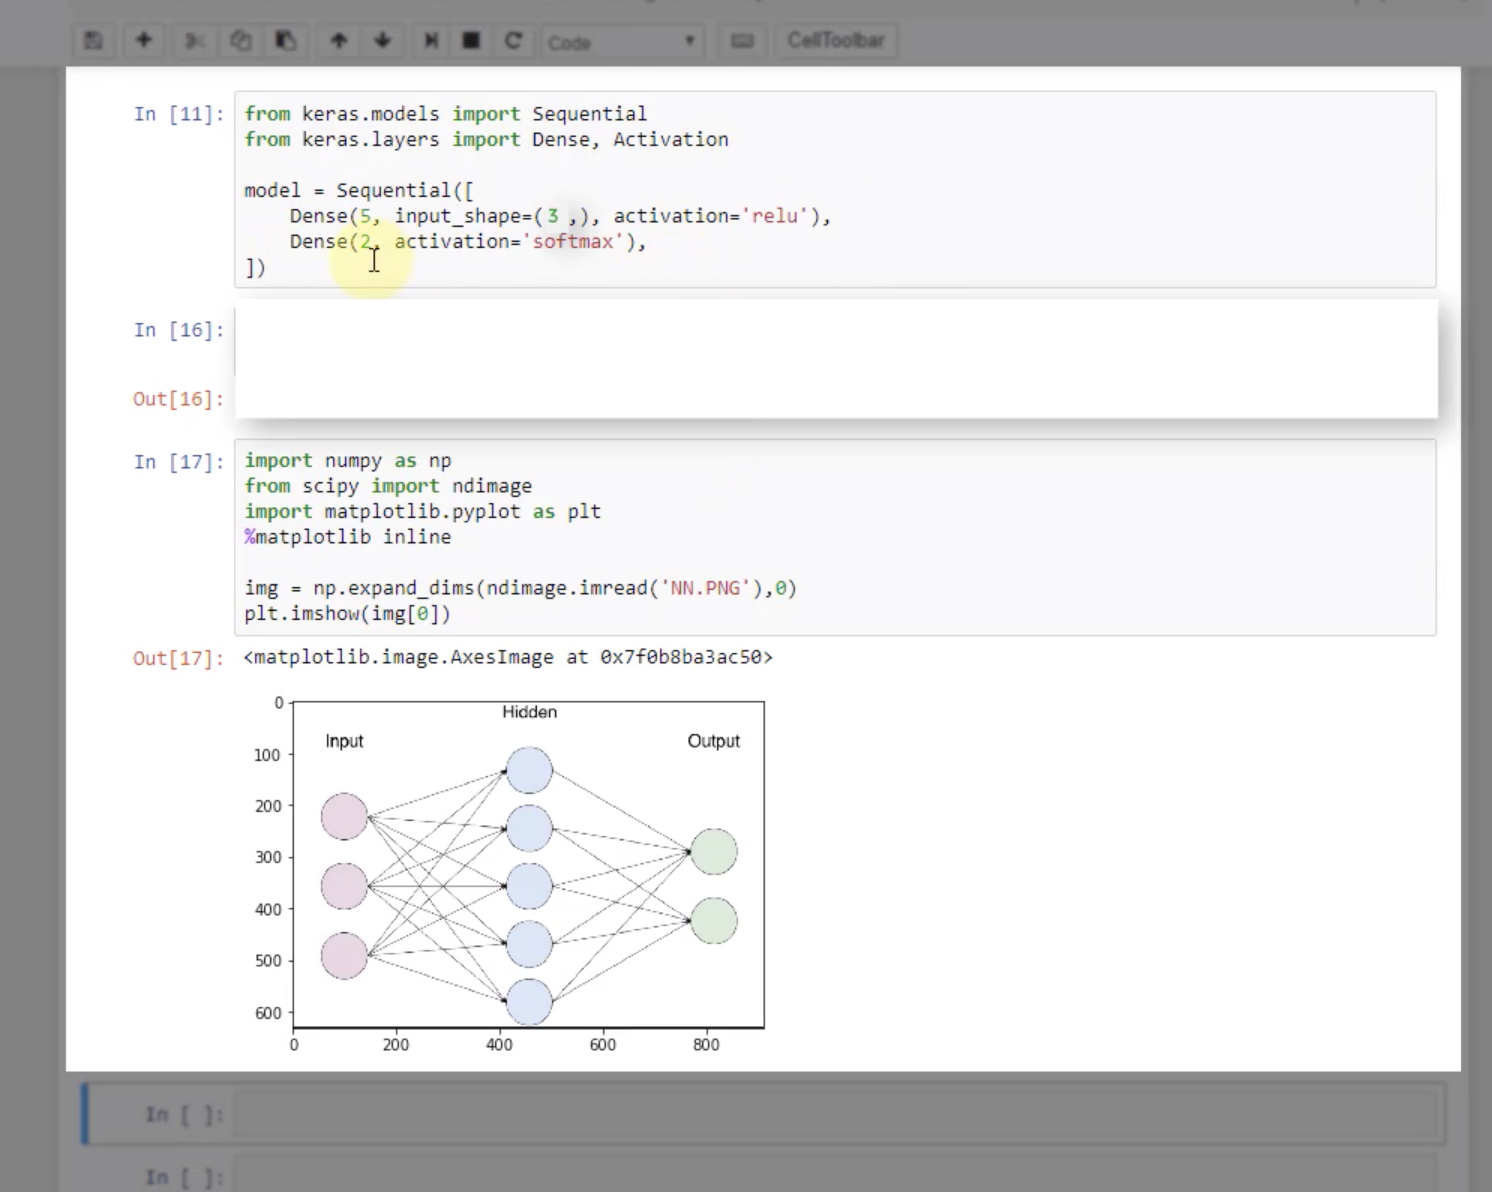 Code
CellToolbar
In [11]:
from keras.models import Sequential
from keras.layers import Dense, Activation
model = Sequential([
Dense(5, input_shape=(3 ,), activation='relu'),
Dense(2, activation='softmax'),
])
In [16]:
Out[16]:
In [17]:
import numpy as np
from scipy import ndimage
import matplotlib.pyplot as plt
%matplotlib inline
img = np.expand_dims(ndimage.imread('NN.PNG'),0)
plt.imshow(img[0])
Out[17]:
<matplotlib.image.AxesImage at 0x7f0b8ba3ac50>
Hidden
Input
Output
0
100
200
300
400
500
600
0 200 400 600 800
In [ ]:
In [ ]: